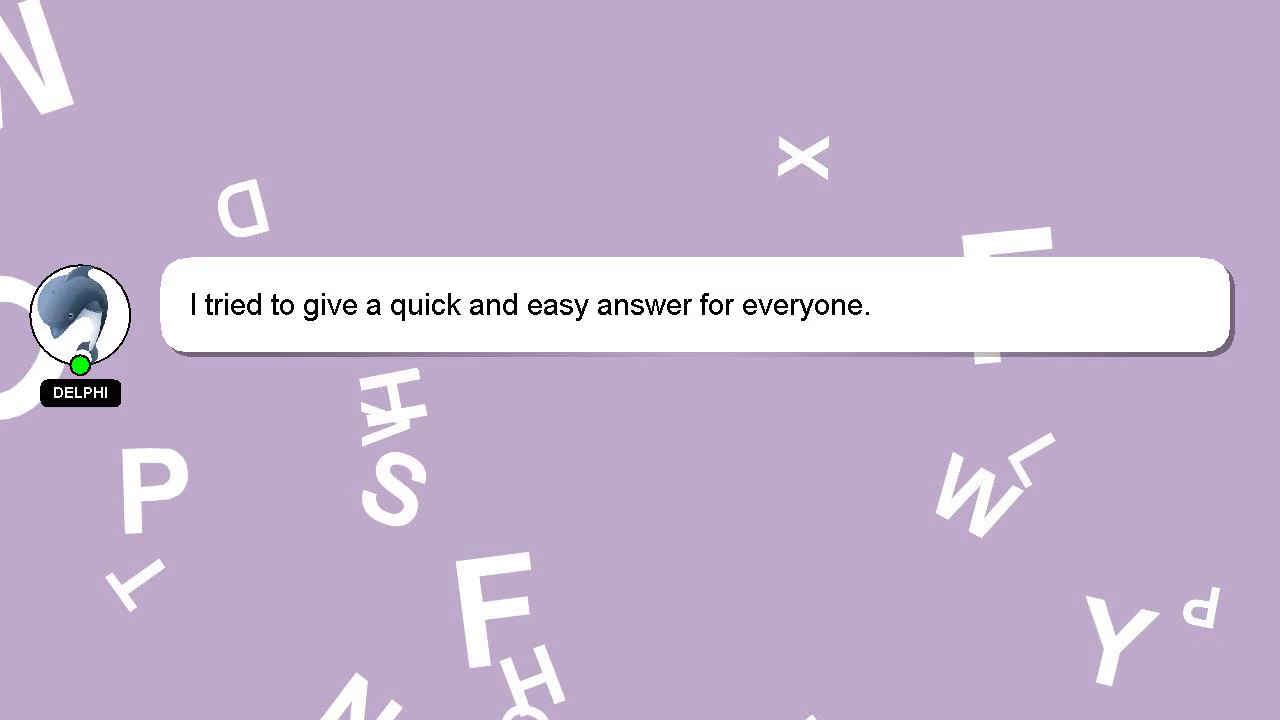 N
X
D
I tried to give a quick and easy answer for everyone.
DELPHI
H
S
L
P
W
T
F
Y
P
H
N